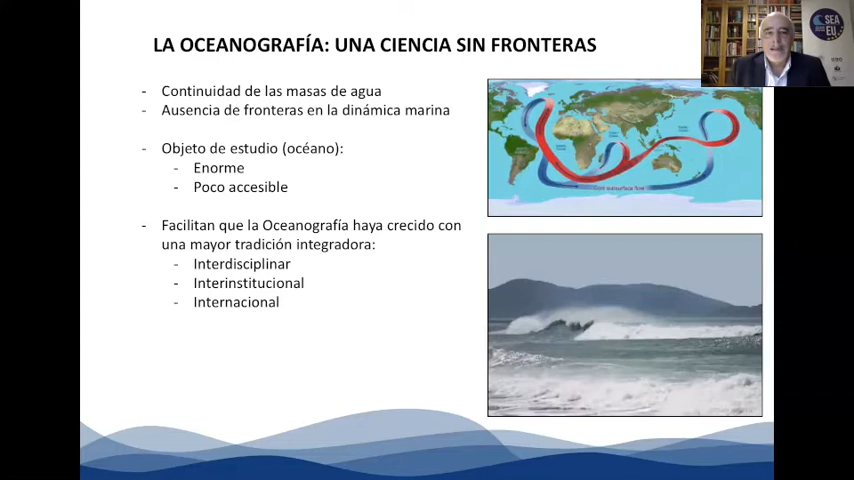 LA OCEANOGRAFÍA: UNA CIENCIA SIN FRONTERAS
- Continuidad de las masas de agua
- Ausencia de fronteras en la dinámica marina
- Objeto de estudio (océano):
- Enorme
- Poco accesible
- Facilitan que la Oceanografía haya crecido con
una mayor tradición integradora:
- Interdisciplinar
- Interinstitucional
- Internacional
SEA
EU